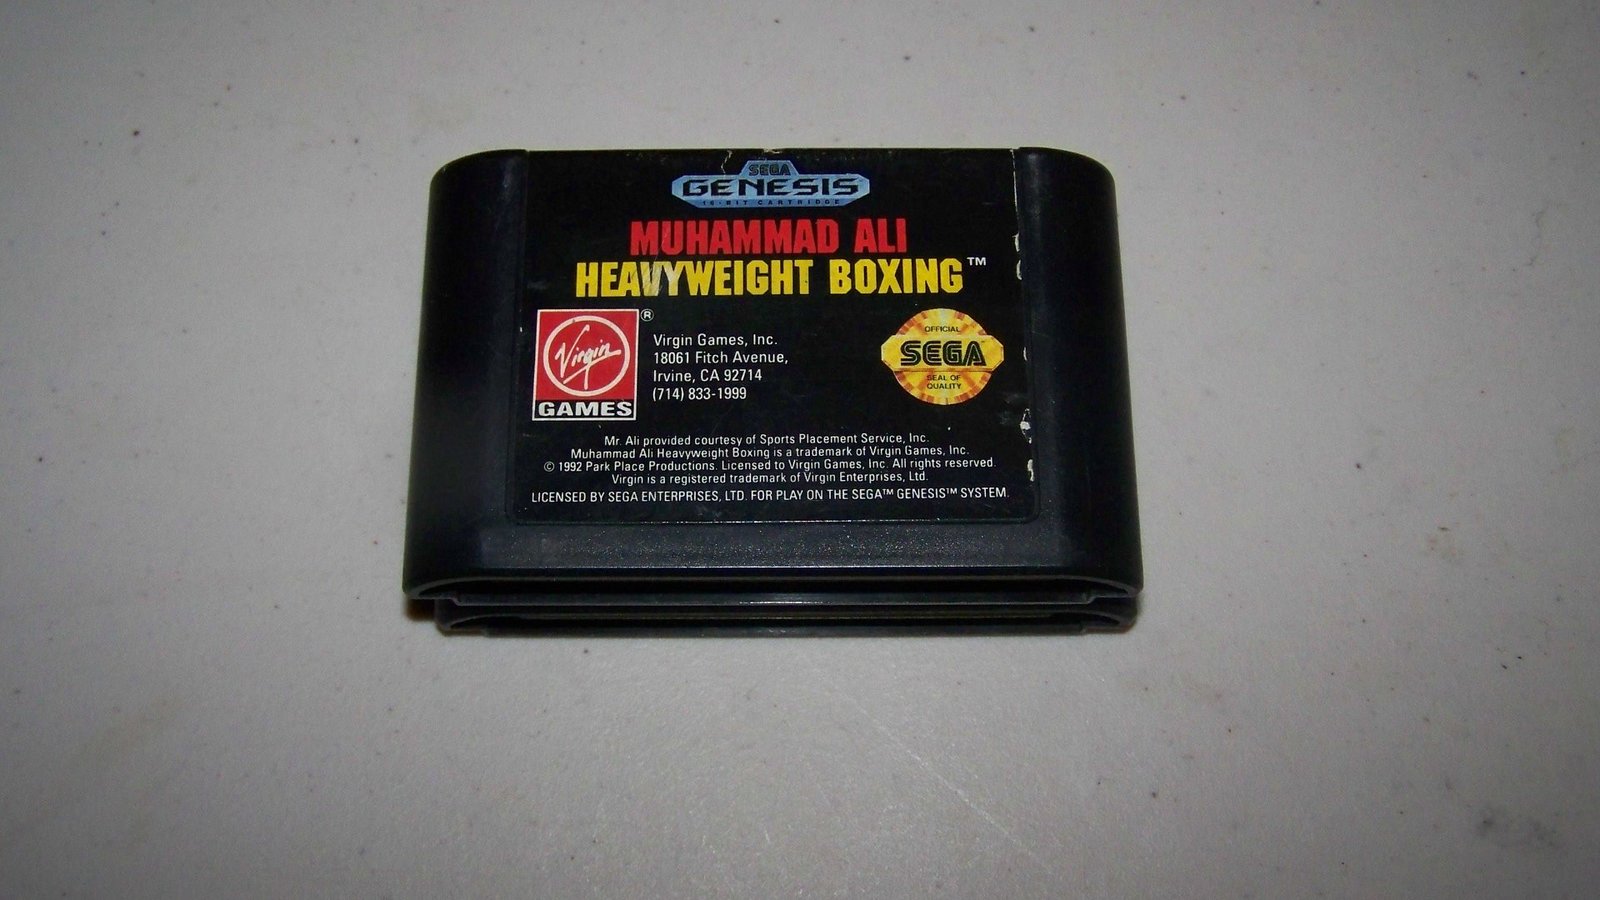 SEGA
GENESIS
16-BIT CARTRIDGE
MUHAMMAD ALI
HEAVYWEIGHT BOXING™
Virgin ®
GAMES
Virgin Games, Inc.
18061 Fitch Avenue,
Irvine, CA 92714
(714) 833-1999
OFFICIAL
SEGA
SEAL OF
QUALITY
Mr. Ali provided courtesy of Sports Placement Service, Inc.
Muhammad Ali Heavyweight Boxing is a trademark of Virgin Games, Inc.
© 1992 Park Place Productions. Licensed to Virgin Games, Inc. All rights reserved.
Virgin is a registered trademark of Virgin Enterprises, Ltd.
LICENSED BY SEGA ENTERPRISES, LTD. FOR PLAY ON THE SEGA™ GENESIS™ SYSTEM.